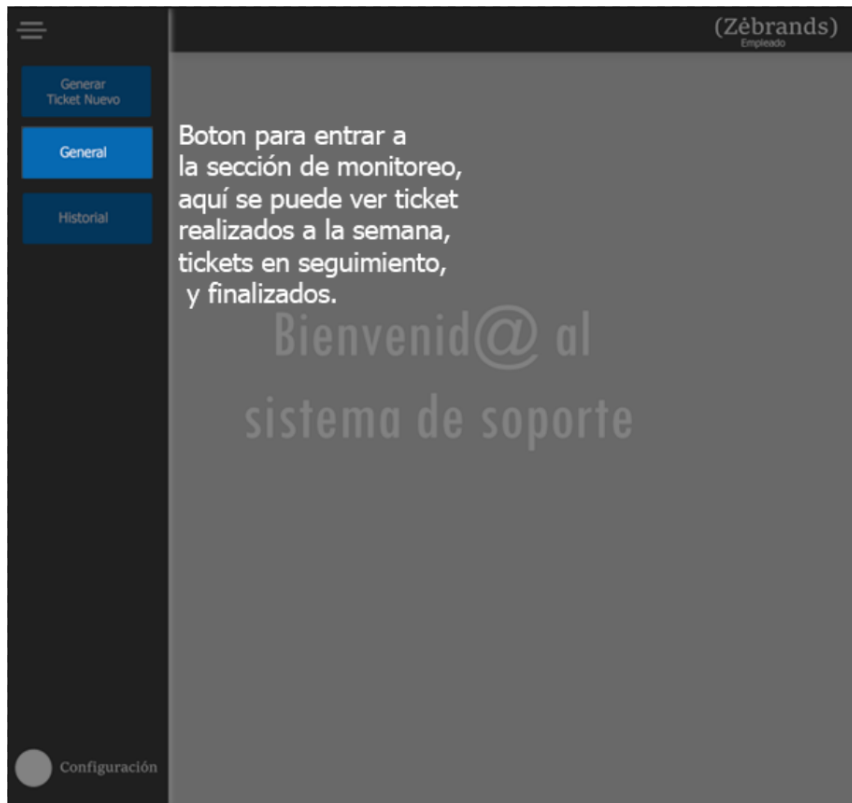 (Zėbrands)
Empleado
Generar
Ticket Nuevo
General
Historial
Boton para entrar a
la sección de monitoreo,
aquí se puede ver ticket
realizados a la semana,
tickets en seguimiento,
y finalizados.
Bienvenid@ al
sistema de soporte
Configuración